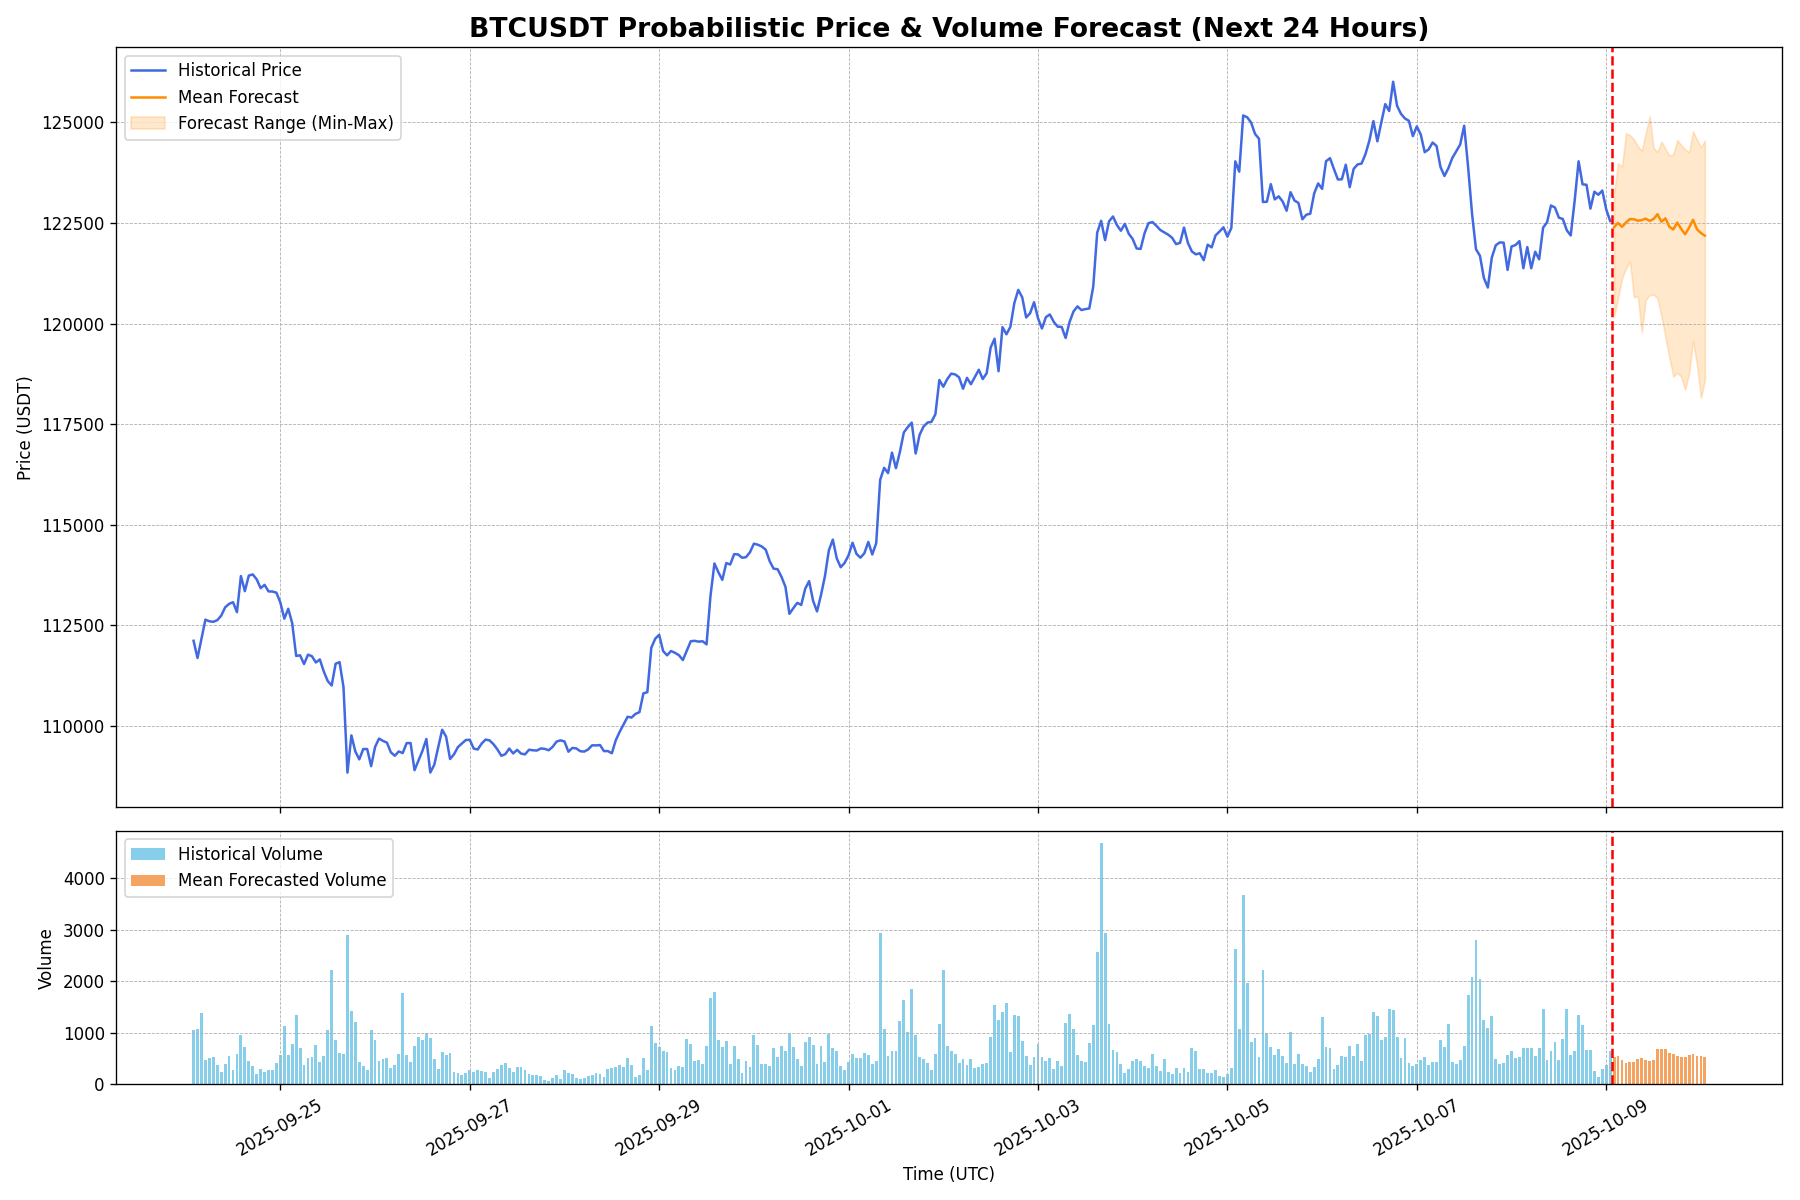 BTCUSDT Probabilistic Price & Volume Forecast (Next 24 Hours)
Historical Price
Mean Forecast
Forecast Range (Min-Max)
125000
122500
120000
117500
115000
112500
110000
Price (USDT)
Historical Volume
Mean Forecasted Volume
4000
3000
2000
1000
0
Volume
2025-09-25
2025-09-27
2025-09-29
2025-10-01
2025-10-03
2025-10-05
2025-10-07
2025-10-09
Time (UTC)